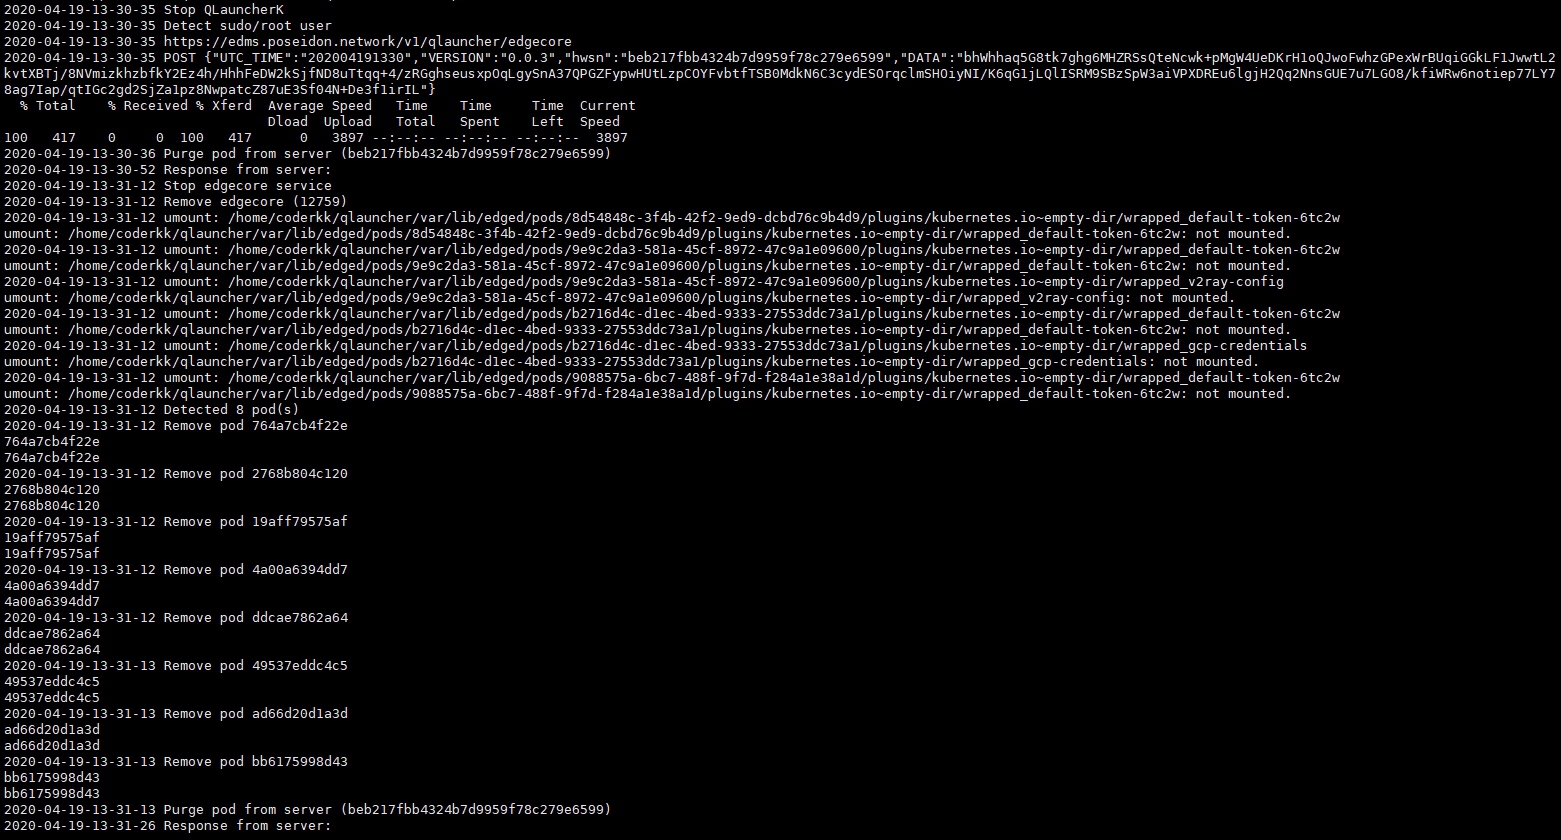 2020-04-19-13-30-35 Stop QLauncherK
2020-04-19-13-30-35 Detect sudo/root user
2020-04-19-13-30-35 https://edms.poseidon.network/v1/qlauncher/edgecore
2020-04-19-13-30-35 POST {"UTC_TIME":"202004191330","VERSION":"0.0.3","hwsn":"beb217fbb4324b7d9959f78c279e6599","DATA":"bhWhhaq5G8tk7ghg6MHZRSsQteNcwk+pMgW4UeDKrH1oQJwoFwhzGPexWrBUqiGGkLF1JwwtL2
kvtXBTj/8NVmizkhzbfkY2Ez4h/HhhFeDW2kSjfND8uTtqq+4/zRGghseusxpOqLgySnA37QPGZFypwHUtLzpCOYFvbtfTSB0MdkN6C3cydESOrqclmSHOiyNI/K6qG1jLQlISRM9SBzSpW3aiVPXDREu6lgjH2Qq2NnsGUE7u7LGO8/kfiWRw6notiep77LY7
8ag7Iap/qtIGc2gd2SjZa1pz8NwpatcZ87uE3Sf04N+De3f1irIL"}
% Total    % Received % Xferd  Average Speed   Time    Time     Time  Current
Dload  Upload   Total   Spent    Left  Speed
100   417    0     0  100   417      0   3897 --:--:-- --:--:-- --:--:--  3897
2020-04-19-13-30-36 Purge pod from server (beb217fbb4324b7d9959f78c279e6599)
2020-04-19-13-30-52 Response from server:
2020-04-19-13-31-12 Stop edgecore service
2020-04-19-13-31-12 Remove edgecore (12759)
2020-04-19-13-31-12 umount: /home/coderkk/qlauncher/var/lib/edged/pods/8d54848c-3f4b-42f2-9ed9-dcbd76c9b4d9/plugins/kubernetes.io~empty-dir/wrapped_default-token-6tc2w
umount: /home/coderkk/qlauncher/var/lib/edged/pods/8d54848c-3f4b-42f2-9ed9-dcbd76c9b4d9/plugins/kubernetes.io~empty-dir/wrapped_default-token-6tc2w: not mounted.
2020-04-19-13-31-12 umount: /home/coderkk/qlauncher/var/lib/edged/pods/9e9c2da3-581a-45cf-8972-47c9a1e09600/plugins/kubernetes.io~empty-dir/wrapped_default-token-6tc2w
umount: /home/coderkk/qlauncher/var/lib/edged/pods/9e9c2da3-581a-45cf-8972-47c9a1e09600/plugins/kubernetes.io~empty-dir/wrapped_default-token-6tc2w: not mounted.
2020-04-19-13-31-12 umount: /home/coderkk/qlauncher/var/lib/edged/pods/9e9c2da3-581a-45cf-8972-47c9a1e09600/plugins/kubernetes.io~empty-dir/wrapped_v2ray-config
umount: /home/coderkk/qlauncher/var/lib/edged/pods/9e9c2da3-581a-45cf-8972-47c9a1e09600/plugins/kubernetes.io~empty-dir/wrapped_v2ray-config: not mounted.
2020-04-19-13-31-12 umount: /home/coderkk/qlauncher/var/lib/edged/pods/b2716d4c-d1ec-4bed-9333-27553ddc73a1/plugins/kubernetes.io~empty-dir/wrapped_default-token-6tc2w
umount: /home/coderkk/qlauncher/var/lib/edged/pods/b2716d4c-d1ec-4bed-9333-27553ddc73a1/plugins/kubernetes.io~empty-dir/wrapped_default-token-6tc2w: not mounted.
2020-04-19-13-31-12 umount: /home/coderkk/qlauncher/var/lib/edged/pods/b2716d4c-d1ec-4bed-9333-27553ddc73a1/plugins/kubernetes.io~empty-dir/wrapped_gcp-credentials
umount: /home/coderkk/qlauncher/var/lib/edged/pods/b2716d4c-d1ec-4bed-9333-27553ddc73a1/plugins/kubernetes.io~empty-dir/wrapped_gcp-credentials: not mounted.
2020-04-19-13-31-12 umount: /home/coderkk/qlauncher/var/lib/edged/pods/9088575a-6bc7-488f-9f7d-f284a1e38a1d/plugins/kubernetes.io~empty-dir/wrapped_default-token-6tc2w
umount: /home/coderkk/qlauncher/var/lib/edged/pods/9088575a-6bc7-488f-9f7d-f284a1e38a1d/plugins/kubernetes.io~empty-dir/wrapped_default-token-6tc2w: not mounted.
2020-04-19-13-31-12 Detected 8 pod(s)
2020-04-19-13-31-12 Remove pod 764a7cb4f22e
764a7cb4f22e
764a7cb4f22e
2020-04-19-13-31-12 Remove pod 2768b804c120
2768b804c120
2768b804c120
2020-04-19-13-31-12 Remove pod 19aff79575af
19aff79575af
19aff79575af
2020-04-19-13-31-12 Remove pod 4a00a6394dd7
4a00a6394dd7
4a00a6394dd7
2020-04-19-13-31-12 Remove pod ddcae7862a64
ddcae7862a64
ddcae7862a64
2020-04-19-13-31-13 Remove pod 49537eddc4c5
49537eddc4c5
49537eddc4c5
2020-04-19-13-31-13 Remove pod ad66d20d1a3d
ad66d20d1a3d
ad66d20d1a3d
2020-04-19-13-31-13 Remove pod bb6175998d43
bb6175998d43
bb6175998d43
2020-04-19-13-31-13 Purge pod from server (beb217fbb4324b7d9959f78c279e6599)
2020-04-19-13-31-26 Response from server: